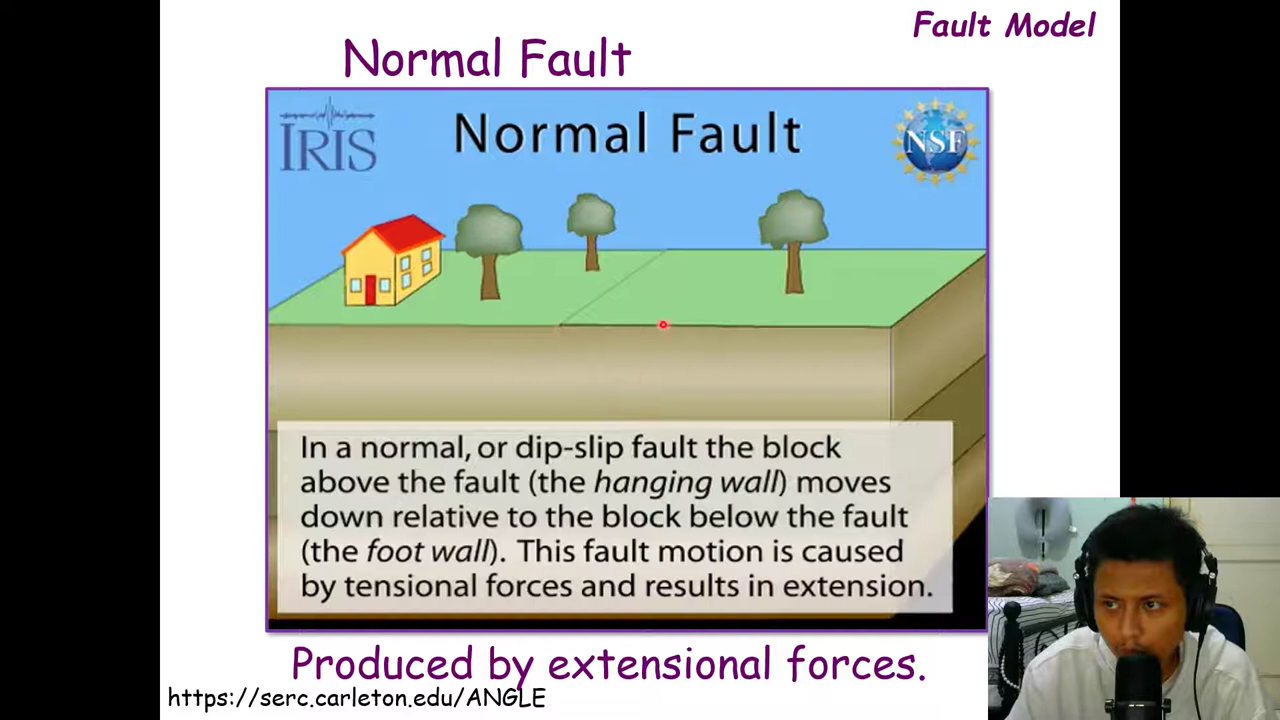 Fault Model
Normal Fault
IRIS
Normal Fault
NSF
In a normal, or dip-slip fault the block
above the fault (the hanging wall) moves
down relative to the block below the fault
(the foot wall). This fault motion is caused
by tensional forces and results in extension.
Produced by extensional forces.
https://serc.carleton.edu/ANGLE